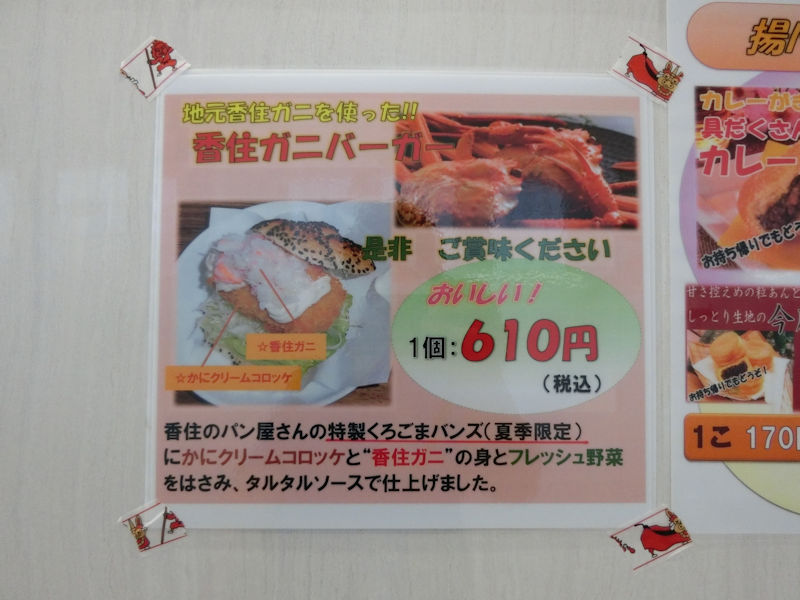 地元香住ガニを使った!!
香住ガニバーガー
是非　ご賞味ください
おいしい！
1個：610円
（税込）
☆香住ガニ
☆かにクリームコロッケ
香住のパン屋さんの特製くろごまバンズ（夏季限定）
にかにクリームコロッケと“香住ガニ”の身とフレッシュ野菜
をはさみ、タルタルソースで仕上げました。
揚げ
カレーがも
具だくさん
カレー
お持ち帰りでもどう
甘さ控えめの粒あんと
しっとり生地の今川
お持ち帰りでもどうぞ！
1こ 170円